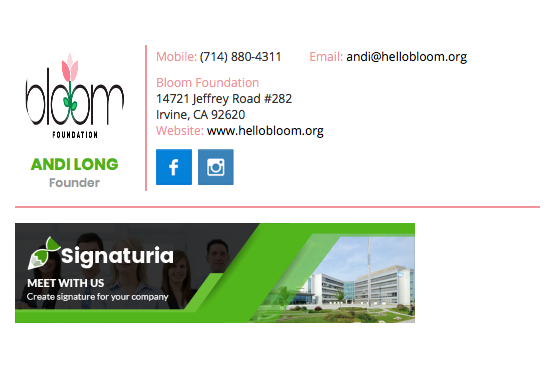 bloom
FOUNDATION
ANDI LONG
Founder
Mobile: (714) 880-4311 Email: andi@hellobloom.org
Bloom Foundation
14721 Jeffrey Road #282
Irvine, CA 92620
Website: www.hellobloom.org
f
Signaturia
MEET WITH US
Create signature for your company